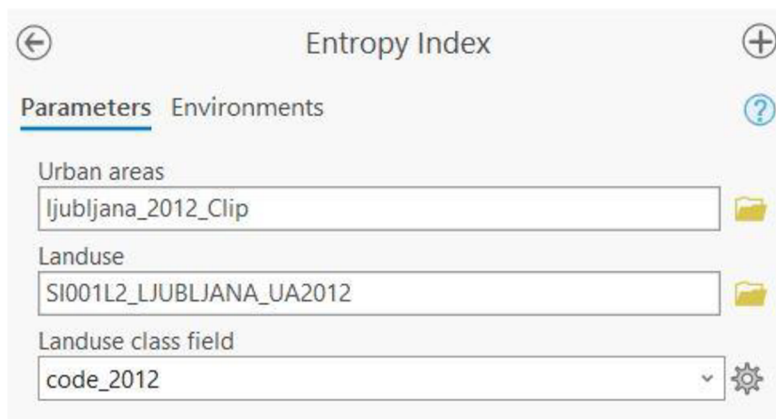 Entropy Index
Parameters Environments
Urban areas
ljubljana_2012_Clip
Landuse
SI001L2_LJUBLJANA_UA2012
Landuse class field
code_2012